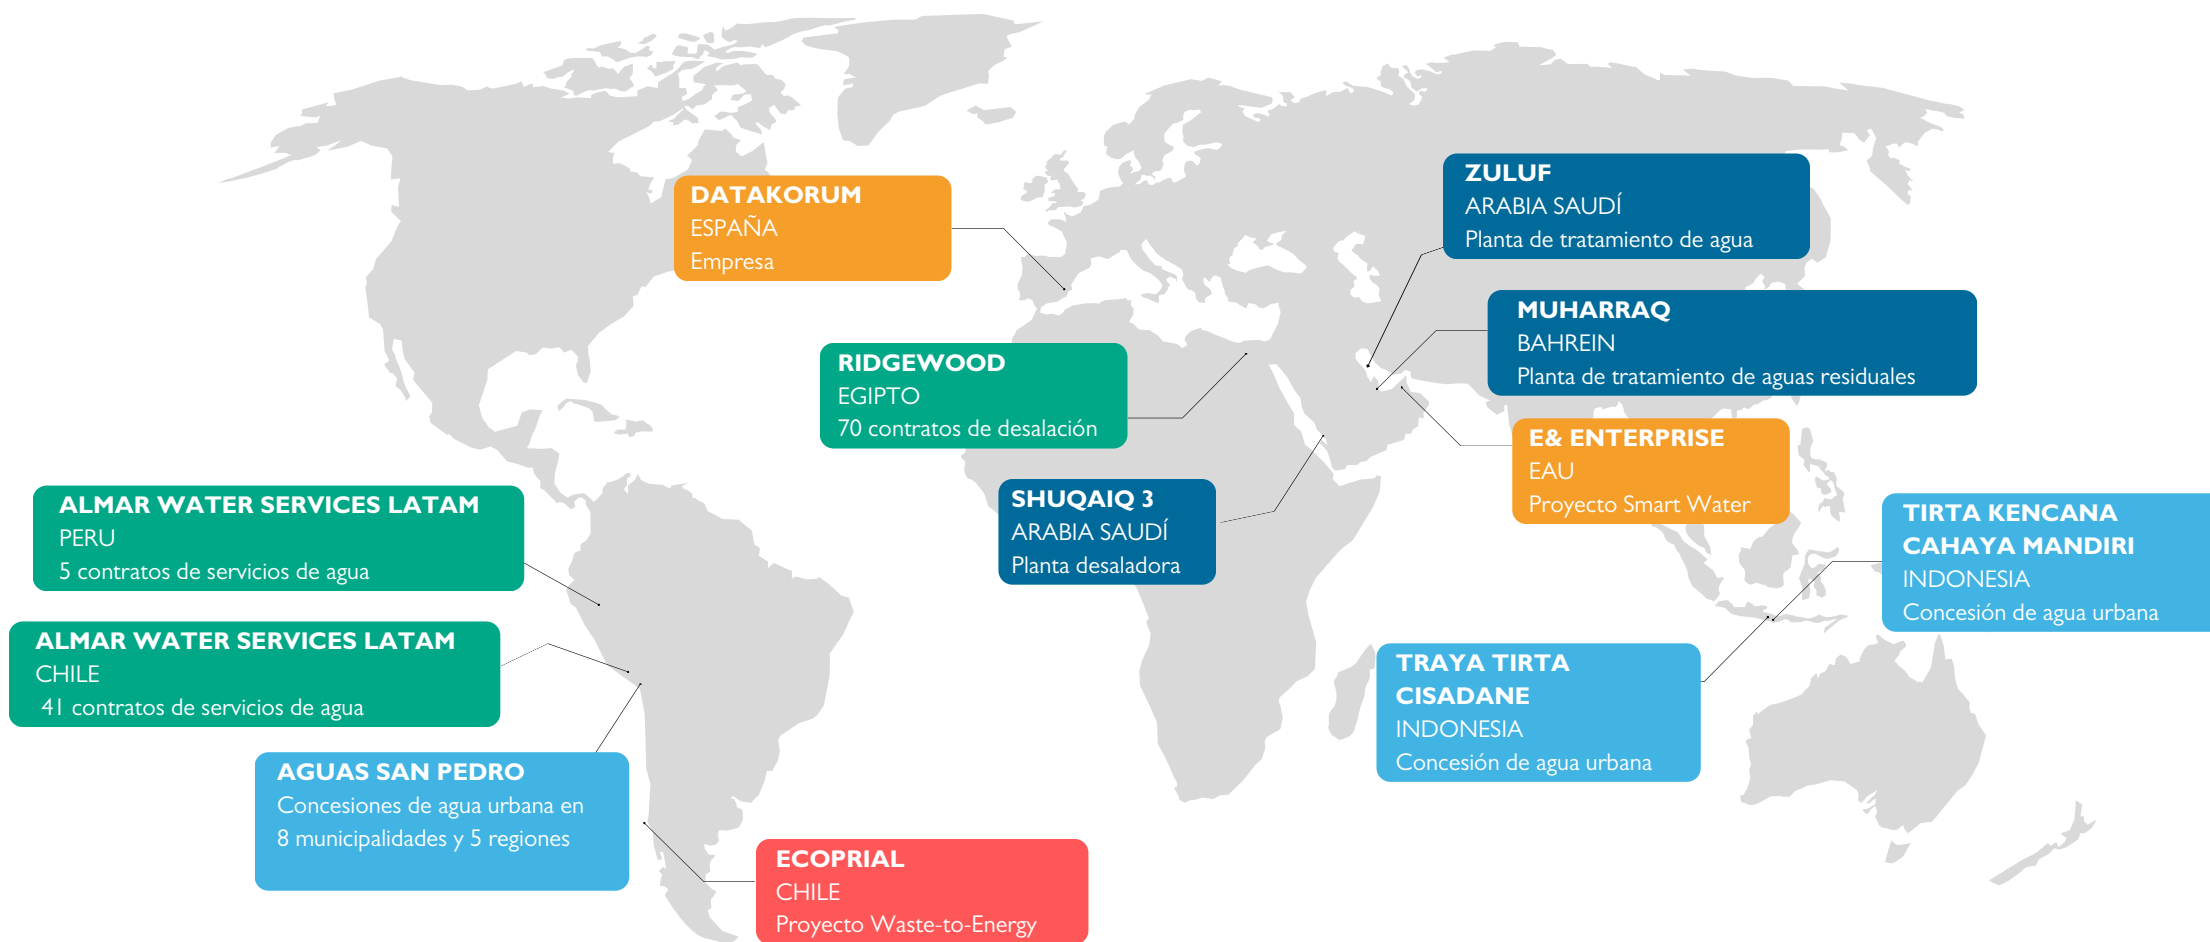 DATAKORUM
ESPAÑA
Empresa
ZULUF
ARABIA SAUDÍ
Planta de tratamiento de agua
MUHARRAQ
BAHREIN
Planta de tratamiento de aguas residuales
RIDGEWOOD
EGIPTO
70 contratos de desalación
E& ENTERPRISE
EAU
Proyecto Smart Water
SHUQAIQ 3
ARABIA SAUDÍ
Planta desaladora
ALMAR WATER SERVICES LATAM
PERU
5 contratos de servicios de agua
TIRTA KENCANA
CAHAYA MANDIRI
INDONESIA
Concesión de agua urbana
ALMAR WATER SERVICES LATAM
CHILE
41 contratos de servicios de agua
TRAYA TIRTA
CISADANE
INDONESIA
Concesión de agua urbana
AGUAS SAN PEDRO
Concesiones de agua urbana en
8 municipalidades y 5 regiones
ECOPRIAL
CHILE
Proyecto Waste-to-Energy